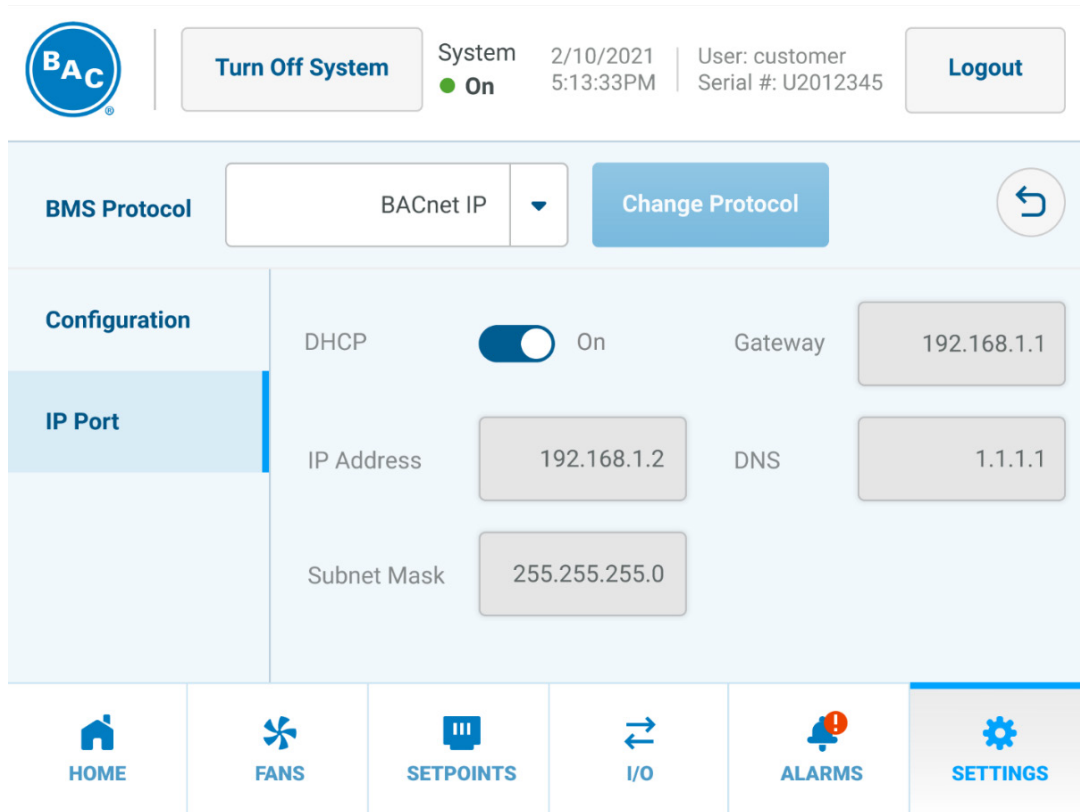 BAC®
Turn Off System
System
On
2/10/2021
5:13:33PM
User: customer
Serial #: U2012345
Logout
BMS Protocol
BACnet IP
Change Protocol
Configuration
IP Port
DHCP
On
Gateway
192.168.1.1
IP Address
192.168.1.2
DNS
1.1.1.1
Subnet Mask
255.255.255.0
HOME
FANS
SETPOINTS
I/O
ALARMS
SETTINGS